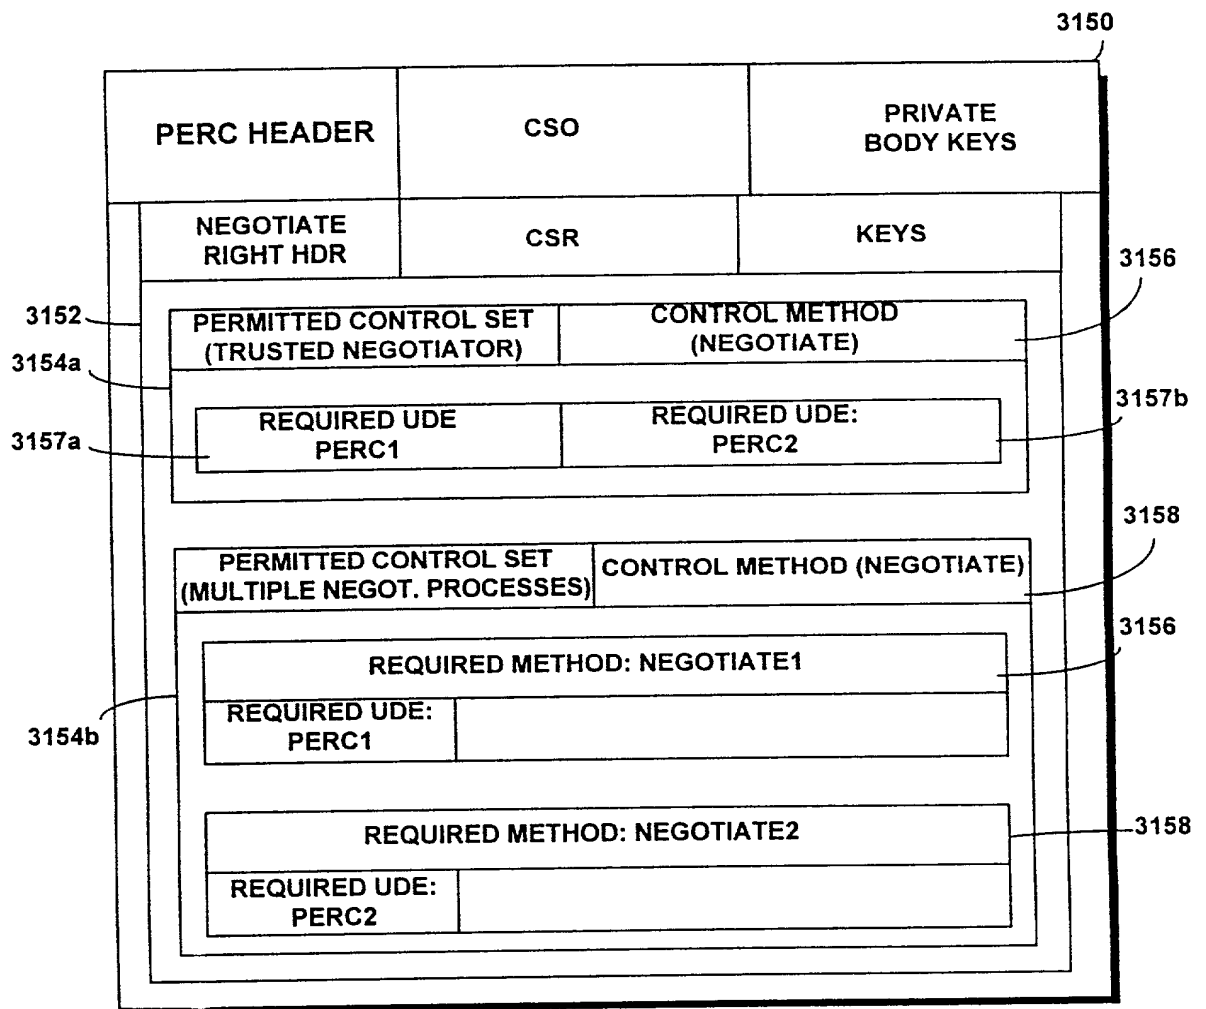 3150
PERC HEADER
CSO
PRIVATE
BODY KEYS
NEGOTIATE
RIGHT HDR
CSR
KEYS
3156
3152
PERMITTED CONTROL SET
(TRUSTED NEGOTIATOR)
CONTROL METHOD
(NEGOTIATE)
3154a
REQUIRED UDE
PERC1
REQUIRED UDE:
PERC2
3157b
3157a
3158
PERMITTED CONTROL SET
(MULTIPLE NEGOT. PROCESSES)
CONTROL METHOD (NEGOTIATE)
3156
REQUIRED METHOD: NEGOTIATE1
REQUIRED UDE:
PERC1
3154b
REQUIRED METHOD: NEGOTIATE2
3158
REQUIRED UDE:
PERC2